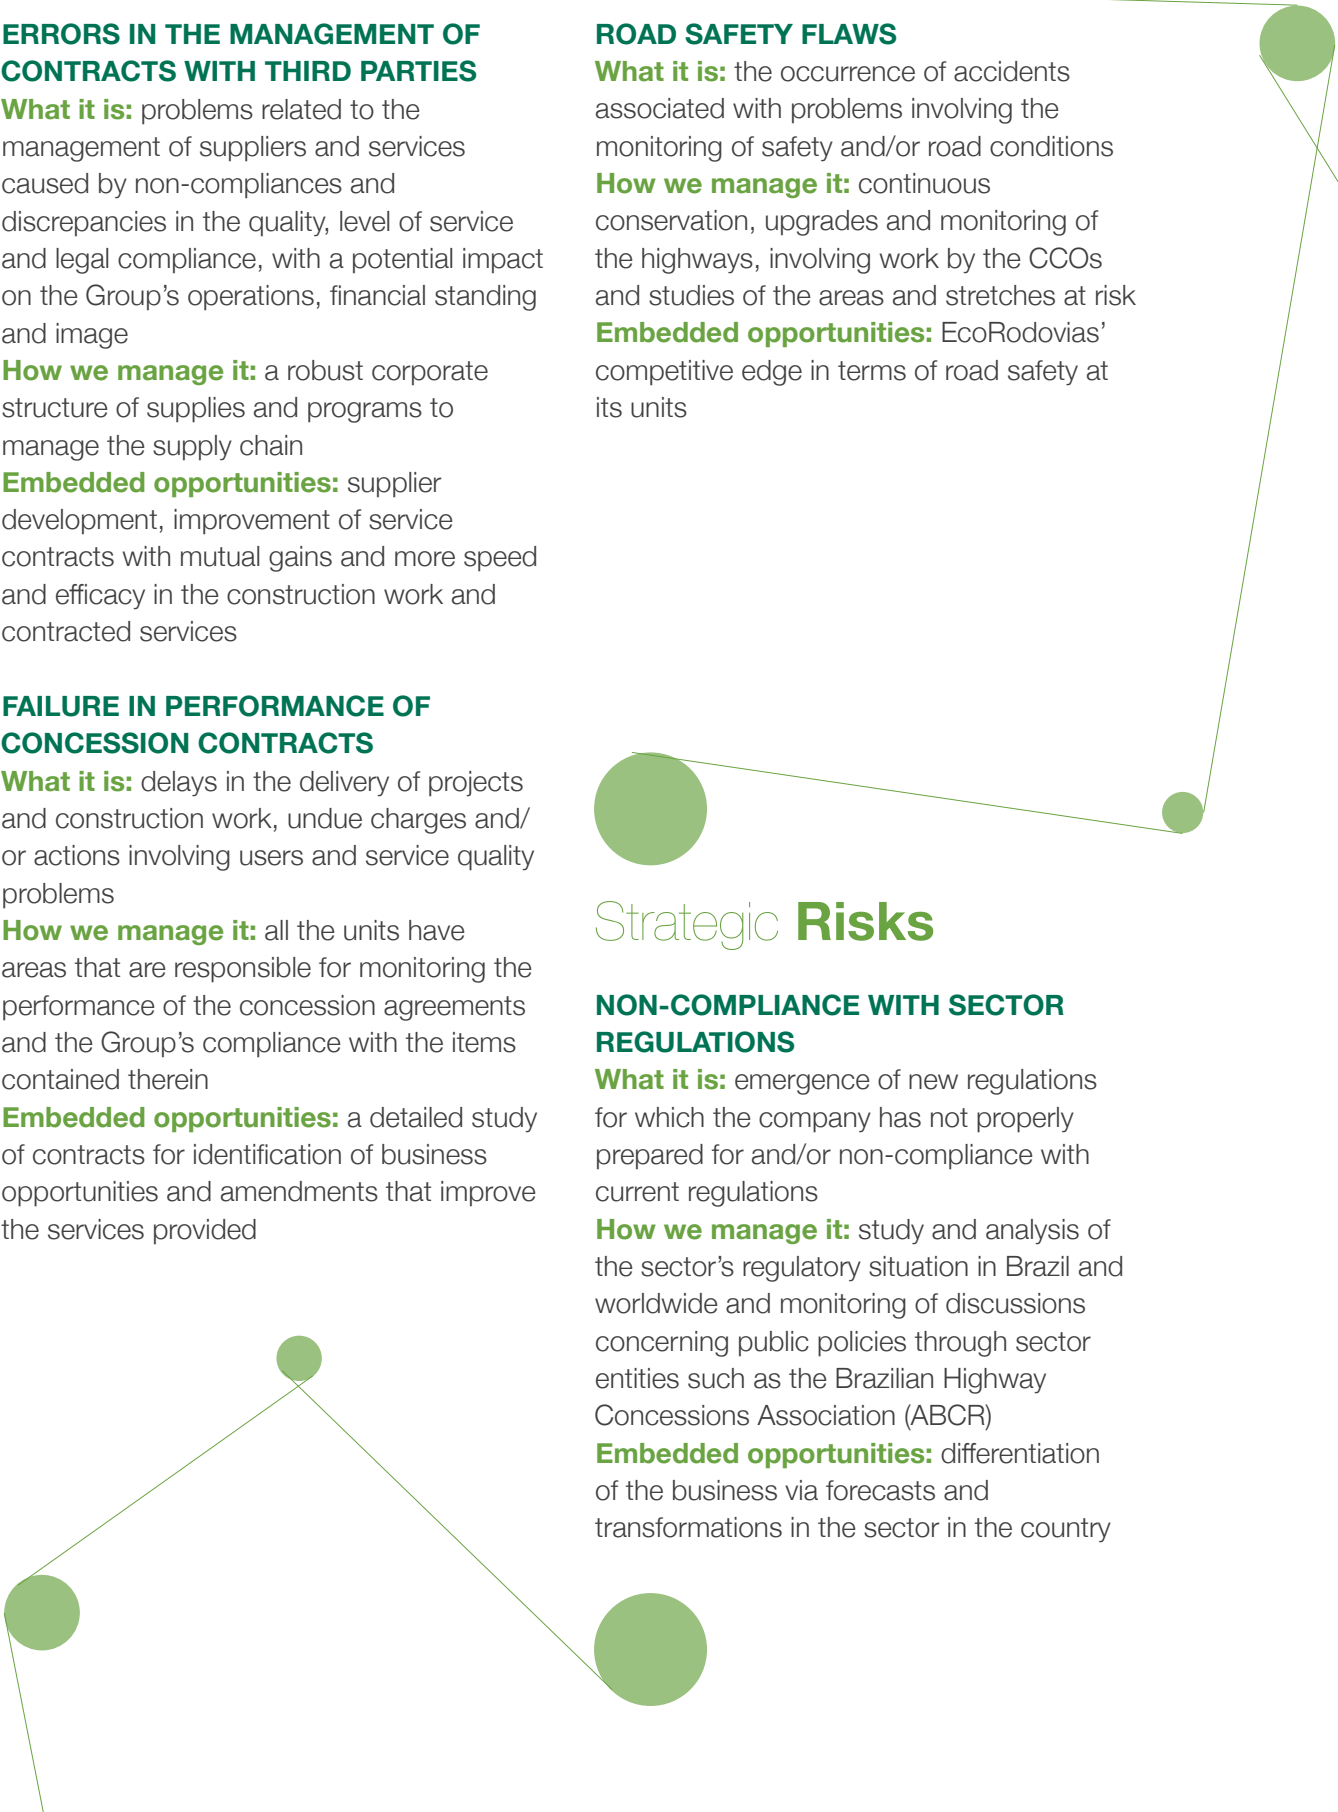 ERRORS IN THE MANAGEMENT OF
CONTRACTS WITH THIRD PARTIES
What it is: problems related to the
management of suppliers and services
caused by non-compliances and
discrepancies in the quality, level of service
and legal compliance, with a potential impact
on the Group’s operations, financial standing
and image
How we manage it: a robust corporate
structure of supplies and programs to
manage the supply chain
Embedded opportunities: supplier
development, improvement of service
contracts with mutual gains and more speed
and efficacy in the construction work and
contracted services
FAILURE IN PERFORMANCE OF
CONCESSION CONTRACTS
What it is: delays in the delivery of projects
and construction work, undue charges and/
or actions involving users and service quality
problems
How we manage it: all the units have
areas that are responsible for monitoring the
performance of the concession agreements
and the Group’s compliance with the items
contained therein
Embedded opportunities: a detailed study
of contracts for identification of business
opportunities and amendments that improve
the services provided
ROAD SAFETY FLAWS
What it is: the occurrence of accidents
associated with problems involving the
monitoring of safety and/or road conditions
How we manage it: continuous
conservation, upgrades and monitoring of
the highways, involving work by the CCOs
and studies of the areas and stretches at risk
Embedded opportunities: EcoRodovias’
competitive edge in terms of road safety at
its units
Strategic Risks
NON-COMPLIANCE WITH SECTOR
REGULATIONS
What it is: emergence of new regulations
for which the company has not properly
prepared for and/or non-compliance with
current regulations
How we manage it: study and analysis of
the sector’s regulatory situation in Brazil and
worldwide and monitoring of discussions
concerning public policies through sector
entities such as the Brazilian Highway
Concessions Association (ABCR)
Embedded opportunities: differentiation
of the business via forecasts and
transformations in the sector in the country